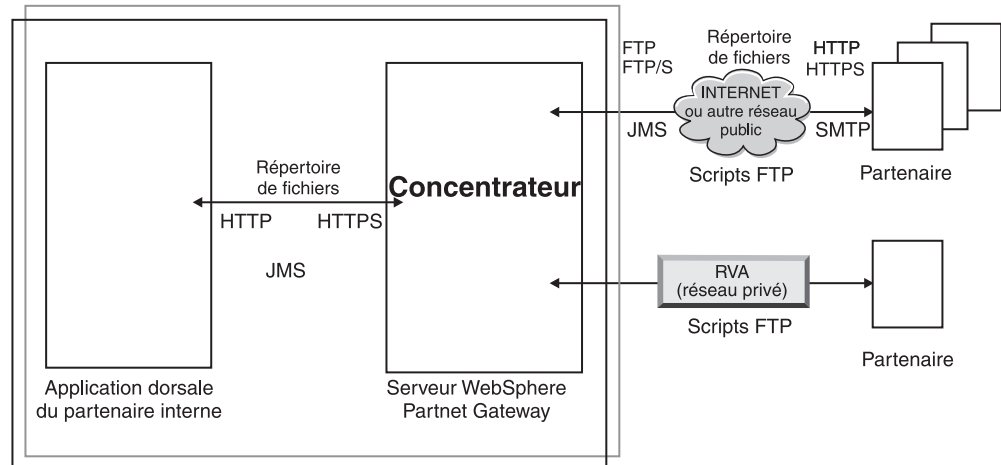 FTP
FTP/S
Répertoire
de fichiers
HTTP
HTTPS
INTERNET
ou autre réseau
public
JMS
SMTP
Scripts FTP
Partenaire
Répertoire
de fichiers
Concentrateur
HTTP
HTTPS
JMS
RVA
(réseau privé)
Scripts FTP
Partenaire
Application dorsale
du partenaire interne
Serveur WebSphere
Partnet Gateway